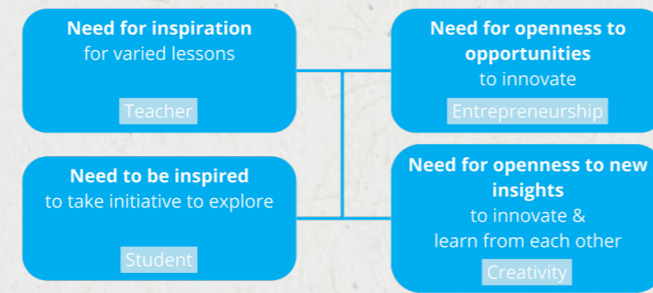 Need for inspiration
for varied lessons
Teacher
Need for openness to
opportunities
to innovate
Entrepreneurship
Need to be inspired
to take initiative to explore
Student
Need for openness to new
insights
to innovate &
learn from each other
Creativity